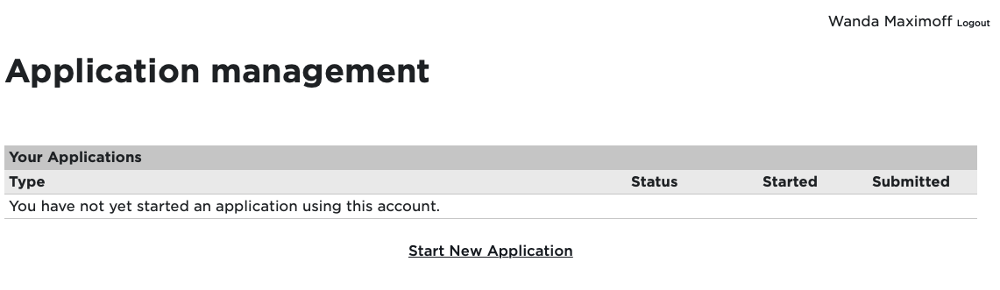 Wanda Maximoff Logout
Application management
Your Applications
Type Status Started Submitted
You have not yet started an application using this account.
Start New Application